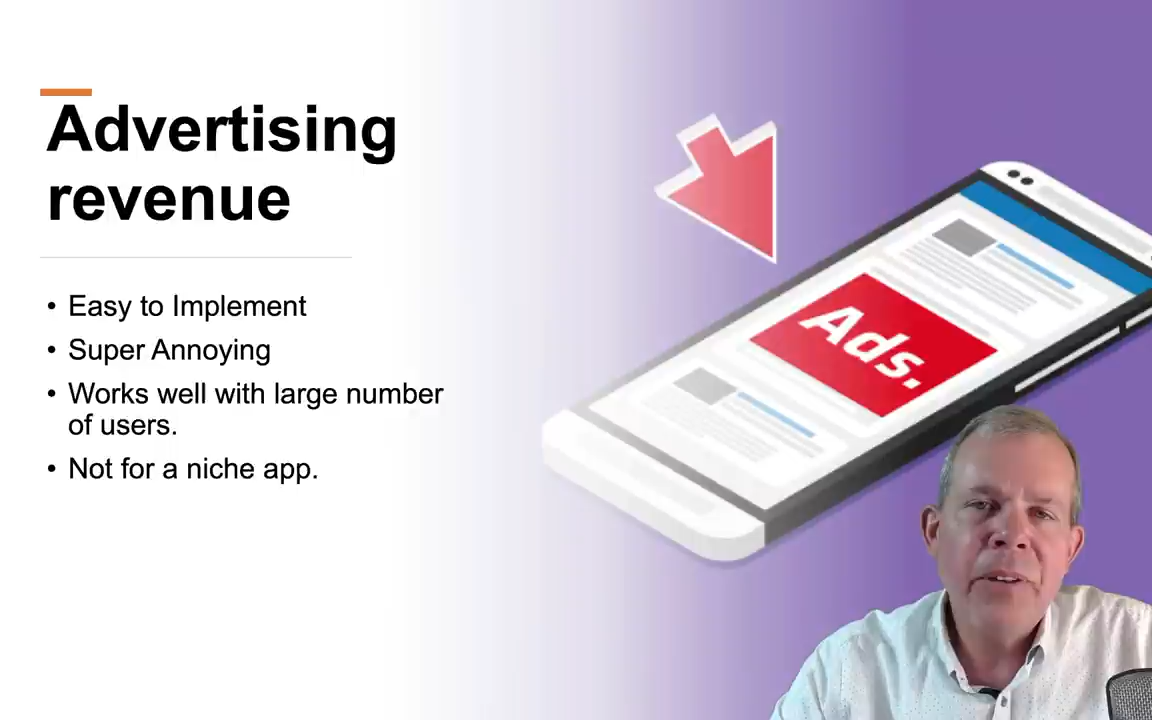 Advertising
revenue
• Easy to Implement
• Super Annoying
• Works well with large number
of users.
• Not for a niche app.
Ads.